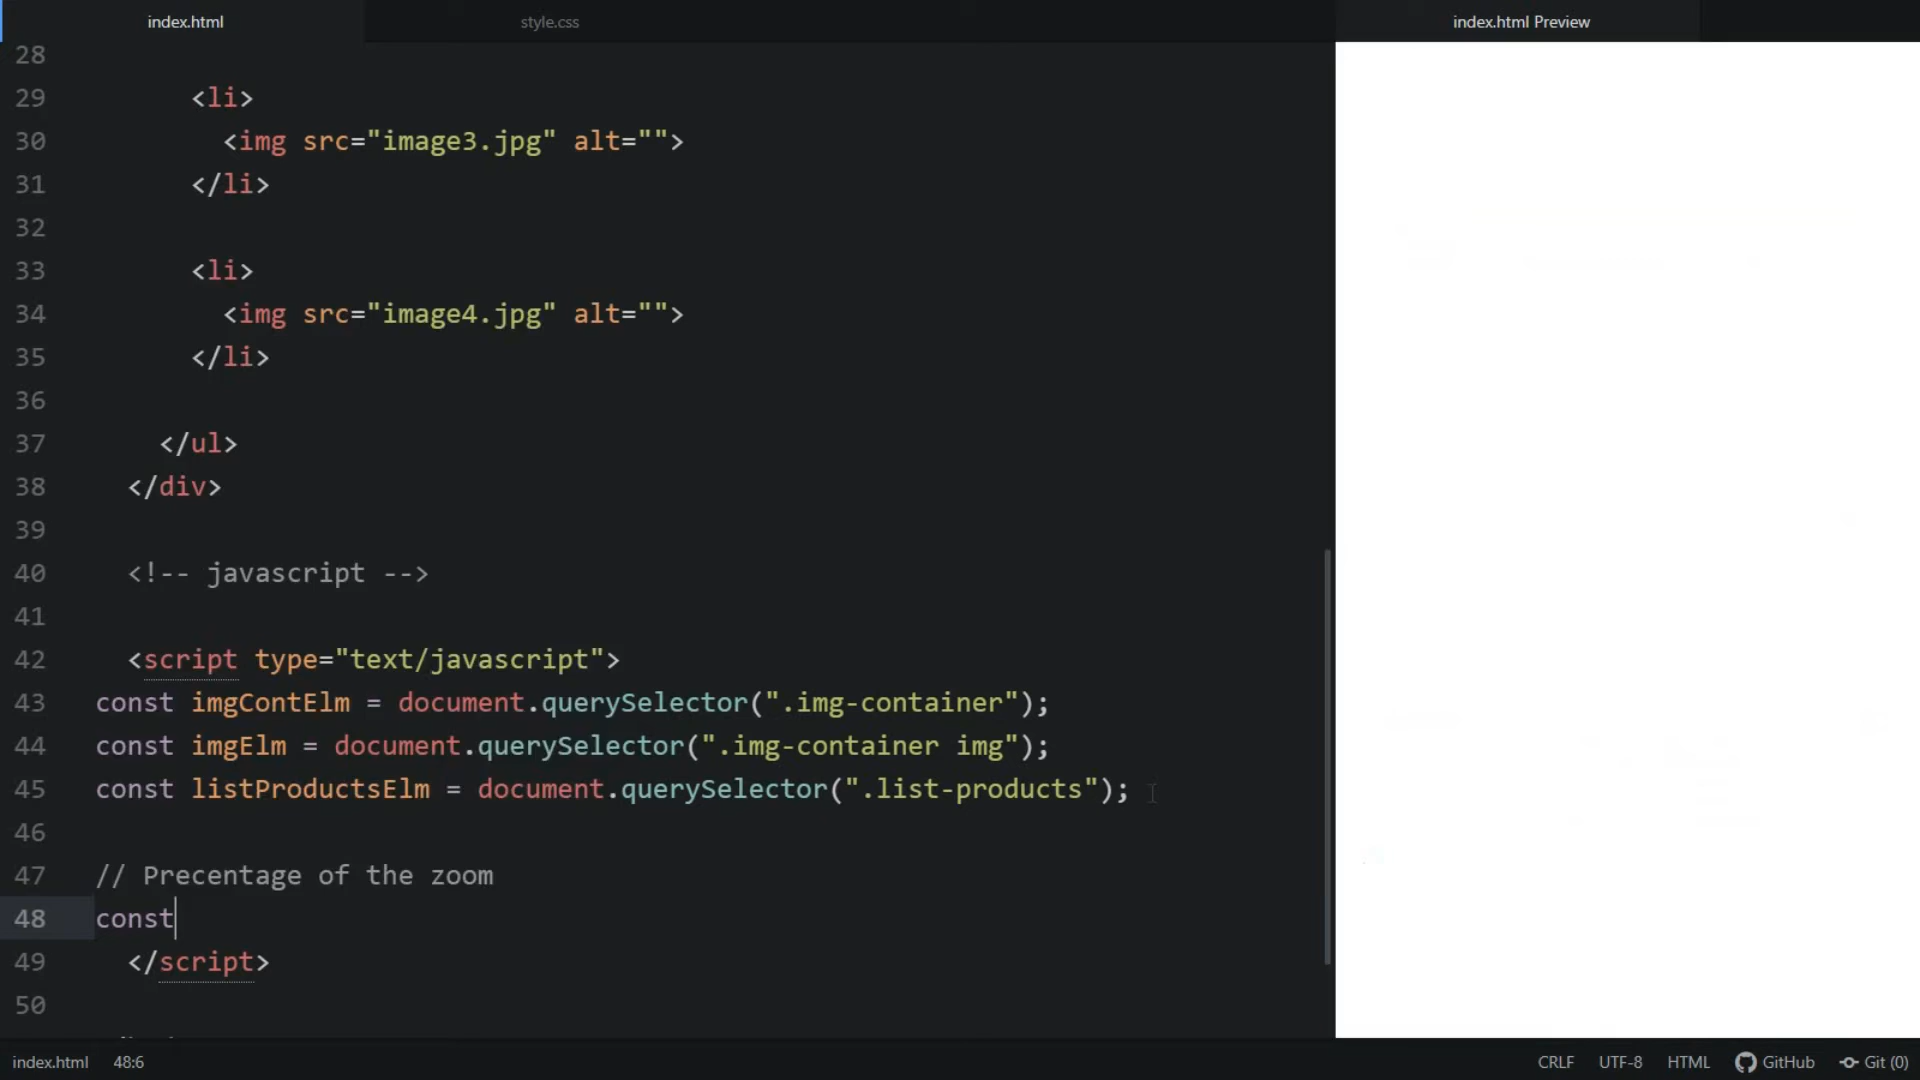 index.html style.css index.html Preview
28
29 <li>
30 <img src="image3.jpg" alt="">
31 </li>
32
33 <li>
34 <img src="image4.jpg" alt="">
35 </li>
36
37 </ul>
38 </div>
39
40 <!-- javascript -->
41
42 <script type="text/javascript">
43 const imgContElm = document.querySelector(".img-container");
44 const imgElm = document.querySelector(".img-container img");
45 const listProductsElm = document.querySelector(".list-products");
46
47 // Precentage of the zoom
48 const
49 </script>
50
index.html 48:6 CRLF UTF-8 HTML GitHub Git (0)